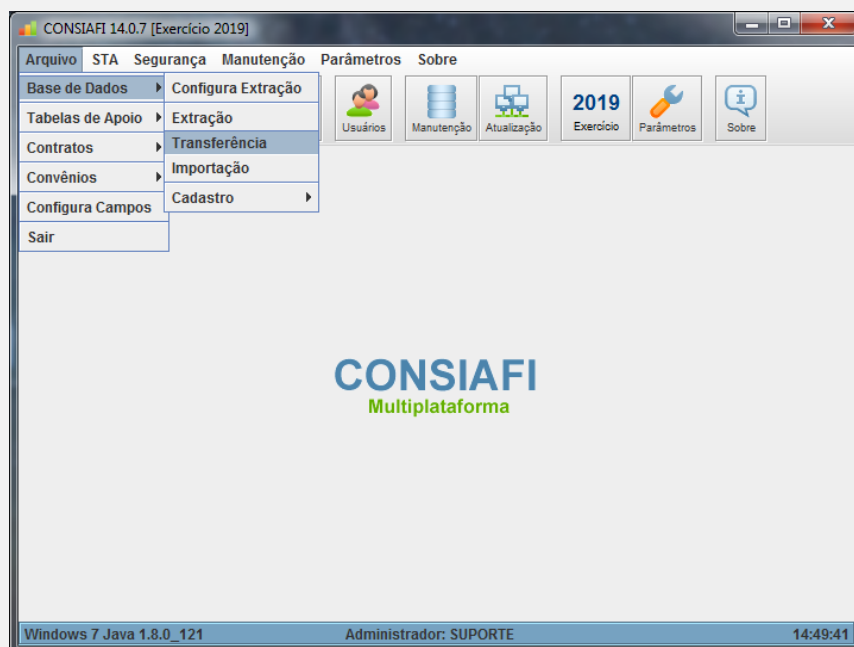 CONSIAFI 14.0.7 [Exercício 2019]
Arquivo STA Segurança Manutenção Parâmetros Sobre
Base de Dados
Tabelas de Apoio
Contratos
Convênios
Configura Campos
Sair
Configura Extração
Extração
Transferência
Importação
Cadastro
Usuários
Manutenção
Atualização
2019
Exercício
Parâmetros
Sobre
CONSIAFI
Multiplataforma
Windows 7 Java 1.8.0_121 Administrador: SUPORTE 14:49:41